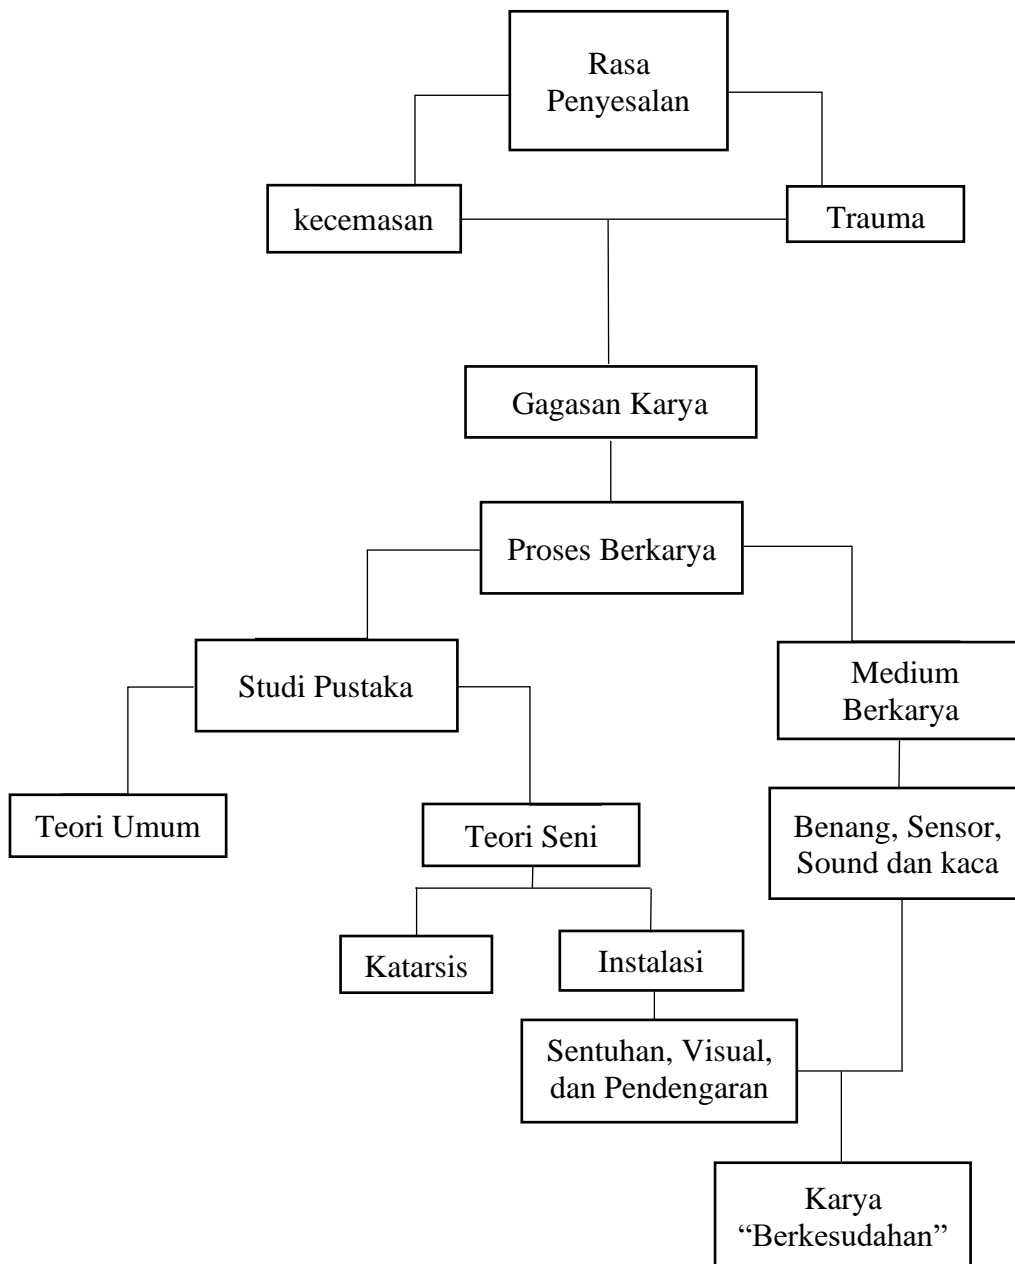 Rasa
Penyesalan
kecemasan
Trauma
Gagasan Karya
Proses Berkarya
Studi Pustaka
Medium
Berkarya
Teori Umum
Teori Seni
Benang, Sensor,
Sound dan kaca
Katarsis
Instalasi
Sentuhan, Visual,
dan Pendengaran
Karya
“Berkesudahan”